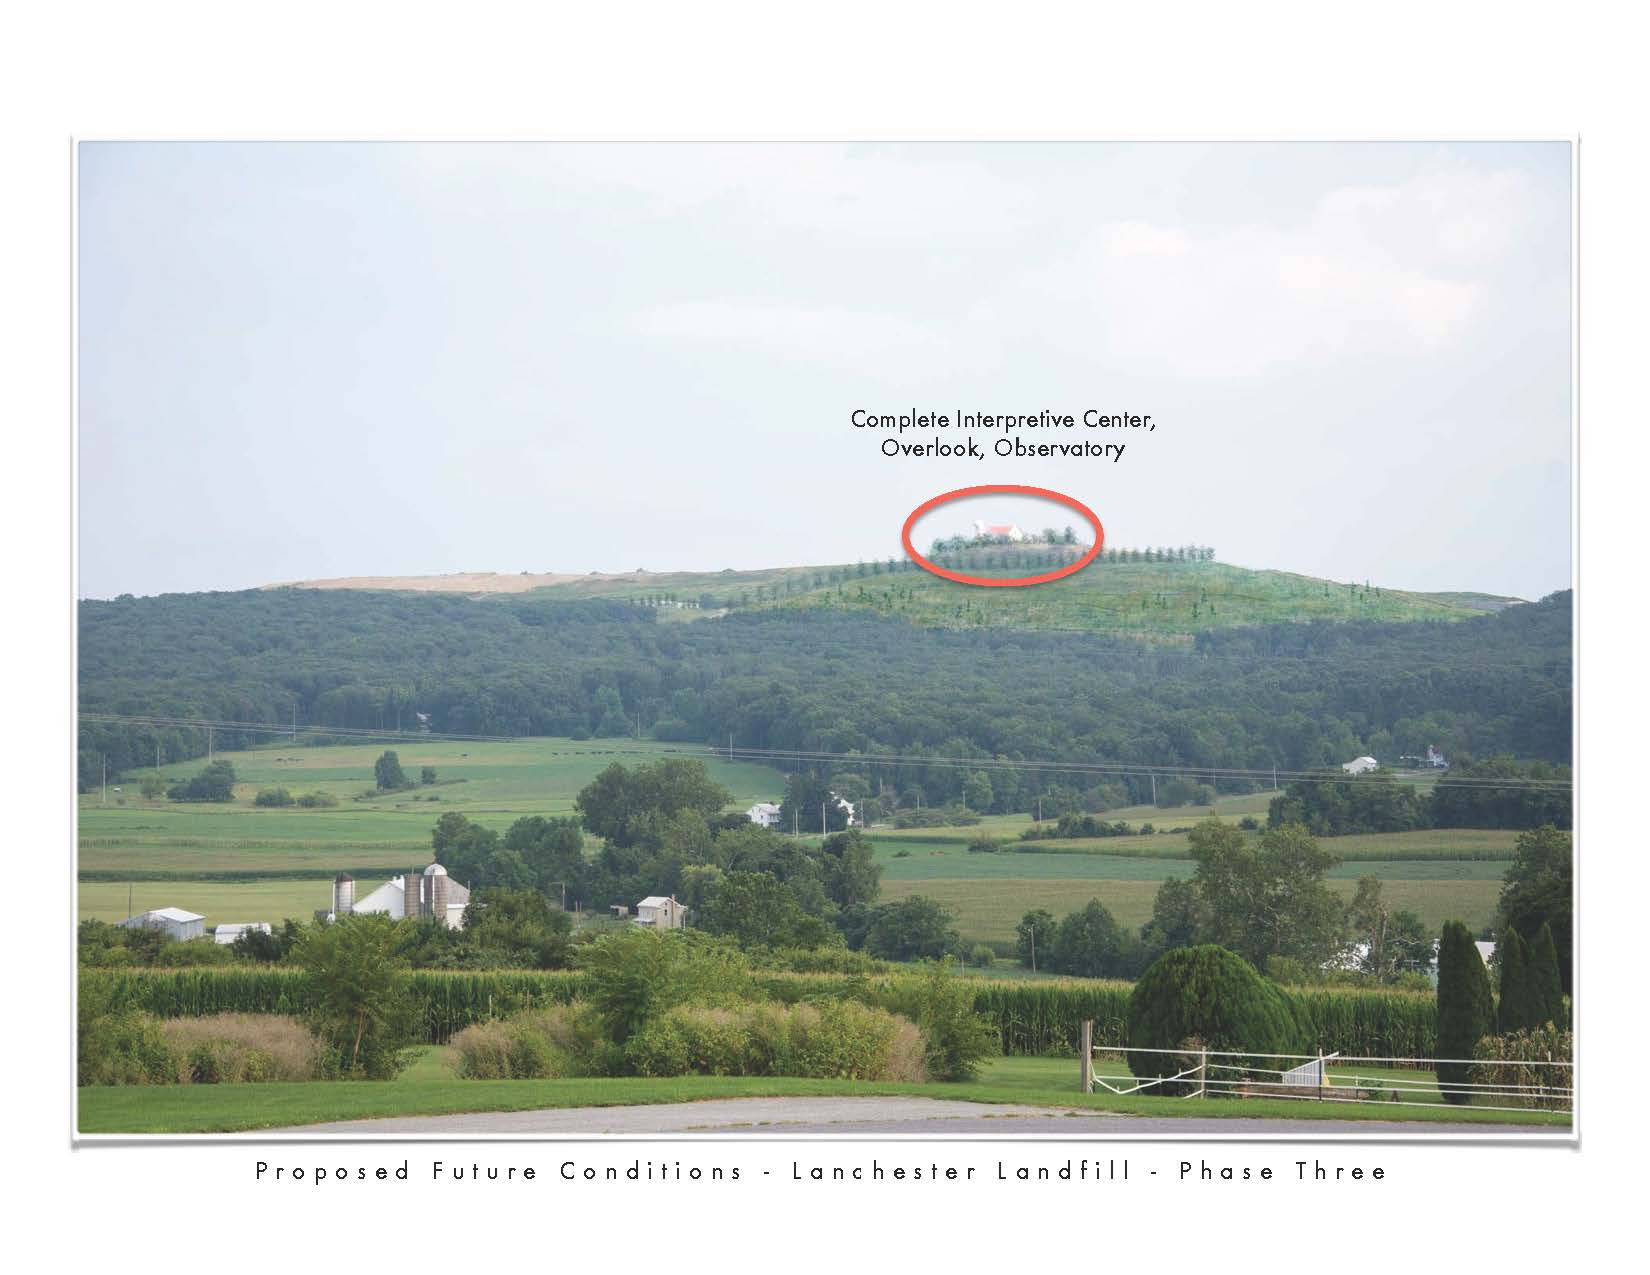 Complete Interpretive Center,
Overlook, Observatory
Proposed Future Conditions - Lanchester Landfill - Phase Three